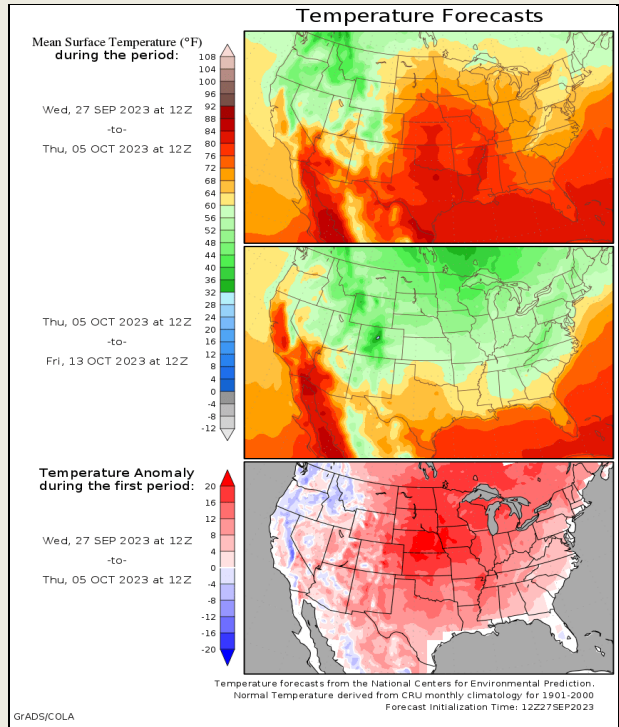 Temperature Forecasts
Mean Surface Temperature (°F)
during the period:
Wed, 27 SEP 2023 at 12Z
-to-
Thu, 05 OCT 2023 at 12Z
108
104
100
96
92
88
84
80
76
72
68
64
60
56
52
48
44
40
36
32
28
24
20
16
12
8
4
0
-4
-8
-12
Thu, 05 OCT 2023 at 12Z
-to-
Fri, 13 OCT 2023 at 12Z
Temperature Anomaly
during the first period:
Wed, 27 SEP 2023 at 12Z
-to-
Thu, 05 OCT 2023 at 12Z
20
16
12
8
4
0
-4
-8
-12
-16
-20
Temperature forecasts from the National Centers for Environmental Prediction.
Normal Temperature derived from CRU monthly climatology for 1901-2000
Forecast Initialization Time: 12Z27SEP2023
GrADS/COLA